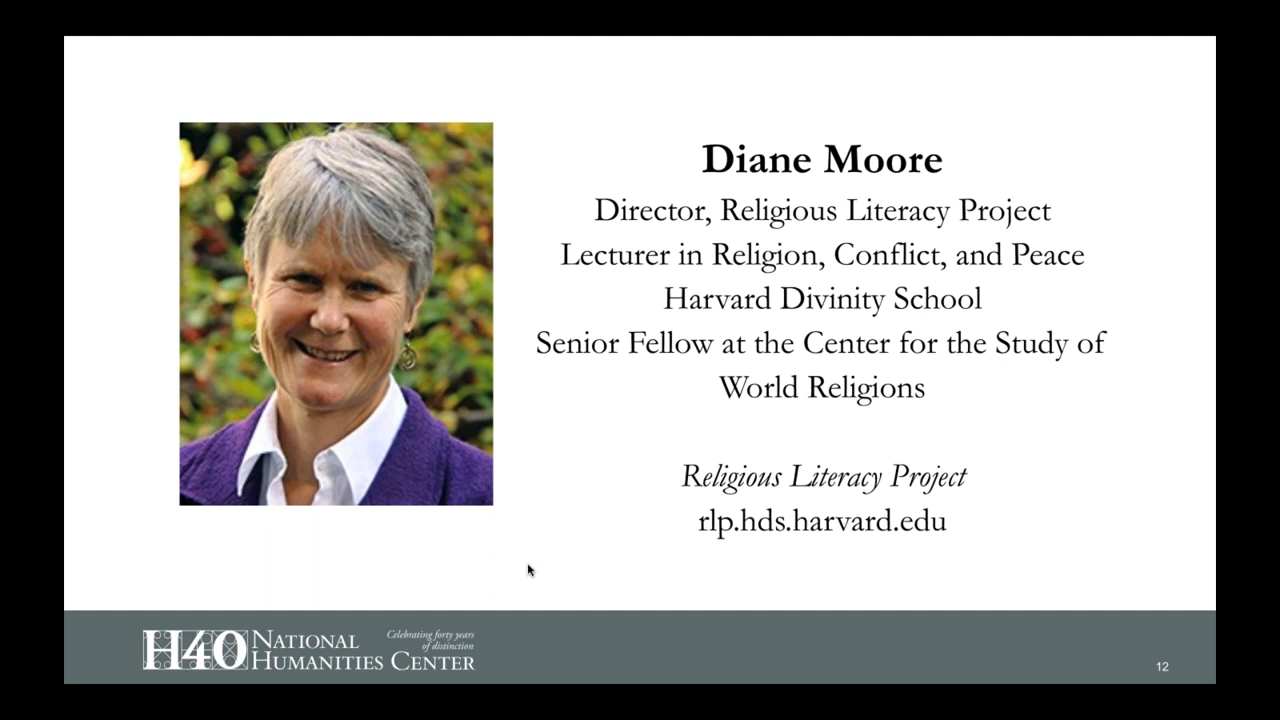 Diane Moore
Director, Religious Literacy Project
Lecturer in Religion, Conflict, and Peace
Harvard Divinity School
Senior Fellow at the Center for the Study of
World Religions
Religious Literacy Project
rlp.hds.harvard.edu
H40
NATIONAL
HUMANITIES CENTER
Celebrating forty years
of distinction
12